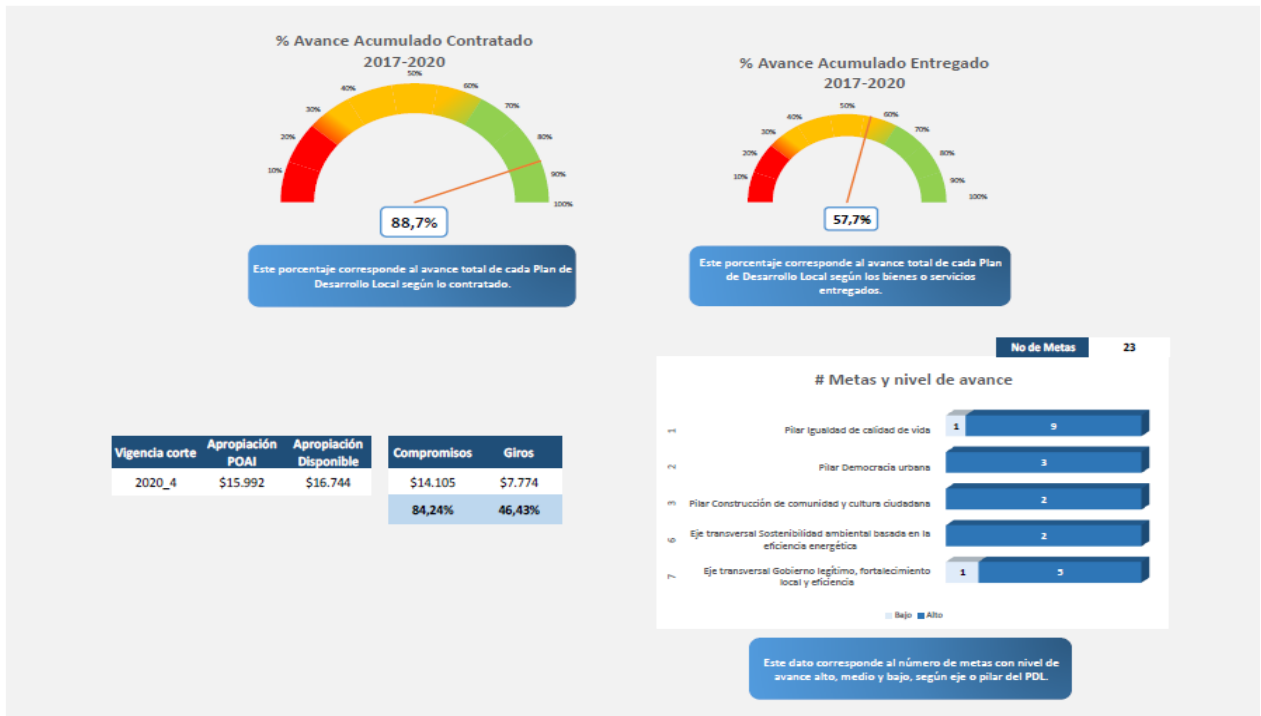 % Avance Acumulado Contratado
2017-2020
10%
20%
30%
40%
50%
60%
70%
80%
90%
100%
88,7%
Este porcentaje corresponde al avance total de cada Plan de
Desarrollo Local según lo contratado.
% Avance Acumulado Entregado
2017-2020
10%
20%
30%
40%
50%
60%
70%
80%
90%
100%
57,7%
Este porcentaje corresponde al avance total de cada Plan
de Desarrollo Local según los bienes o servicios
entregados.
Vigencia corte Apropiación POAI Apropiación Disponible Compromisos Giros
2020_4 $15.992 $16.744 $14.105 $7.774
84,24% 46,43%
No de Metas 23
# Metas y nivel de avance
1 Pilar Igualdad de calidad de vida 1 9
2 Pilar Democracia urbana 3
3 Pilar Construcción de comunidad y cultura ciudadana 2
6 Eje transversal Sostenibilidad ambiental basada en la
eficiencia energética 2
7 Eje transversal Gobierno legítimo, fortalecimiento
local y eficiencia 1 5
Bajo Alto
Este dato corresponde al número de metas con nivel de
avance alto, medio y bajo, según eje o pilar del PDL.